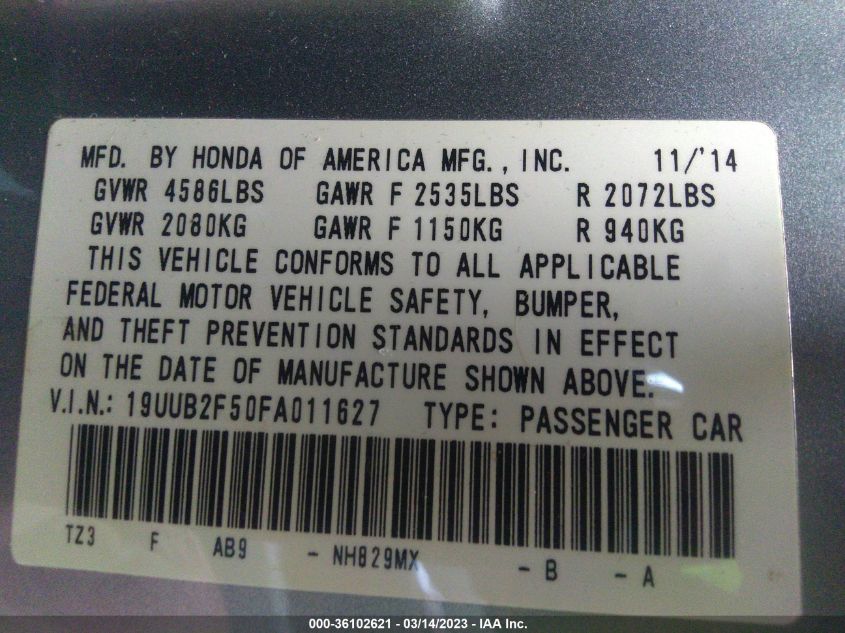 MFD. BY HONDA OF AMERICA MFG., INC. 11/'14
GVWR 4586LBS GAWR F 2535LBS R 2072LBS
GVWR 2080KG GAWR F 1150KG R 940KG
THIS VEHICLE CONFORMS TO ALL APPLICABLE
FEDERAL MOTOR VEHICLE SAFETY, BUMPER,
AND THEFT PREVENTION STANDARDS IN EFFECT
ON THE DATE OF MANUFACTURE SHOWN ABOVE.
V.I.N.: 19UUB2F50FA011627 TYPE: PASSENGER CAR
TZ3 F AB9 - NH829MX - B - A
000-36102621 - 03/14/2023 - IAA Inc.